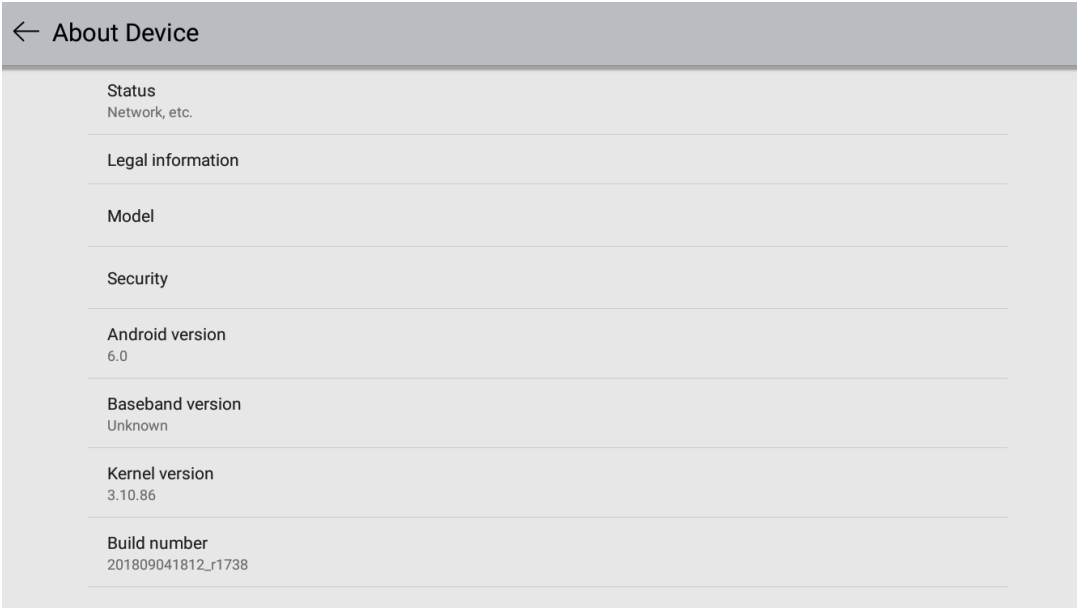 About Device
Status
Network, etc.
Legal information
Model
Security
Android version
6.0
Baseband version
Unknown
Kernel version
3.10.86
Build number
201809041812_r1738